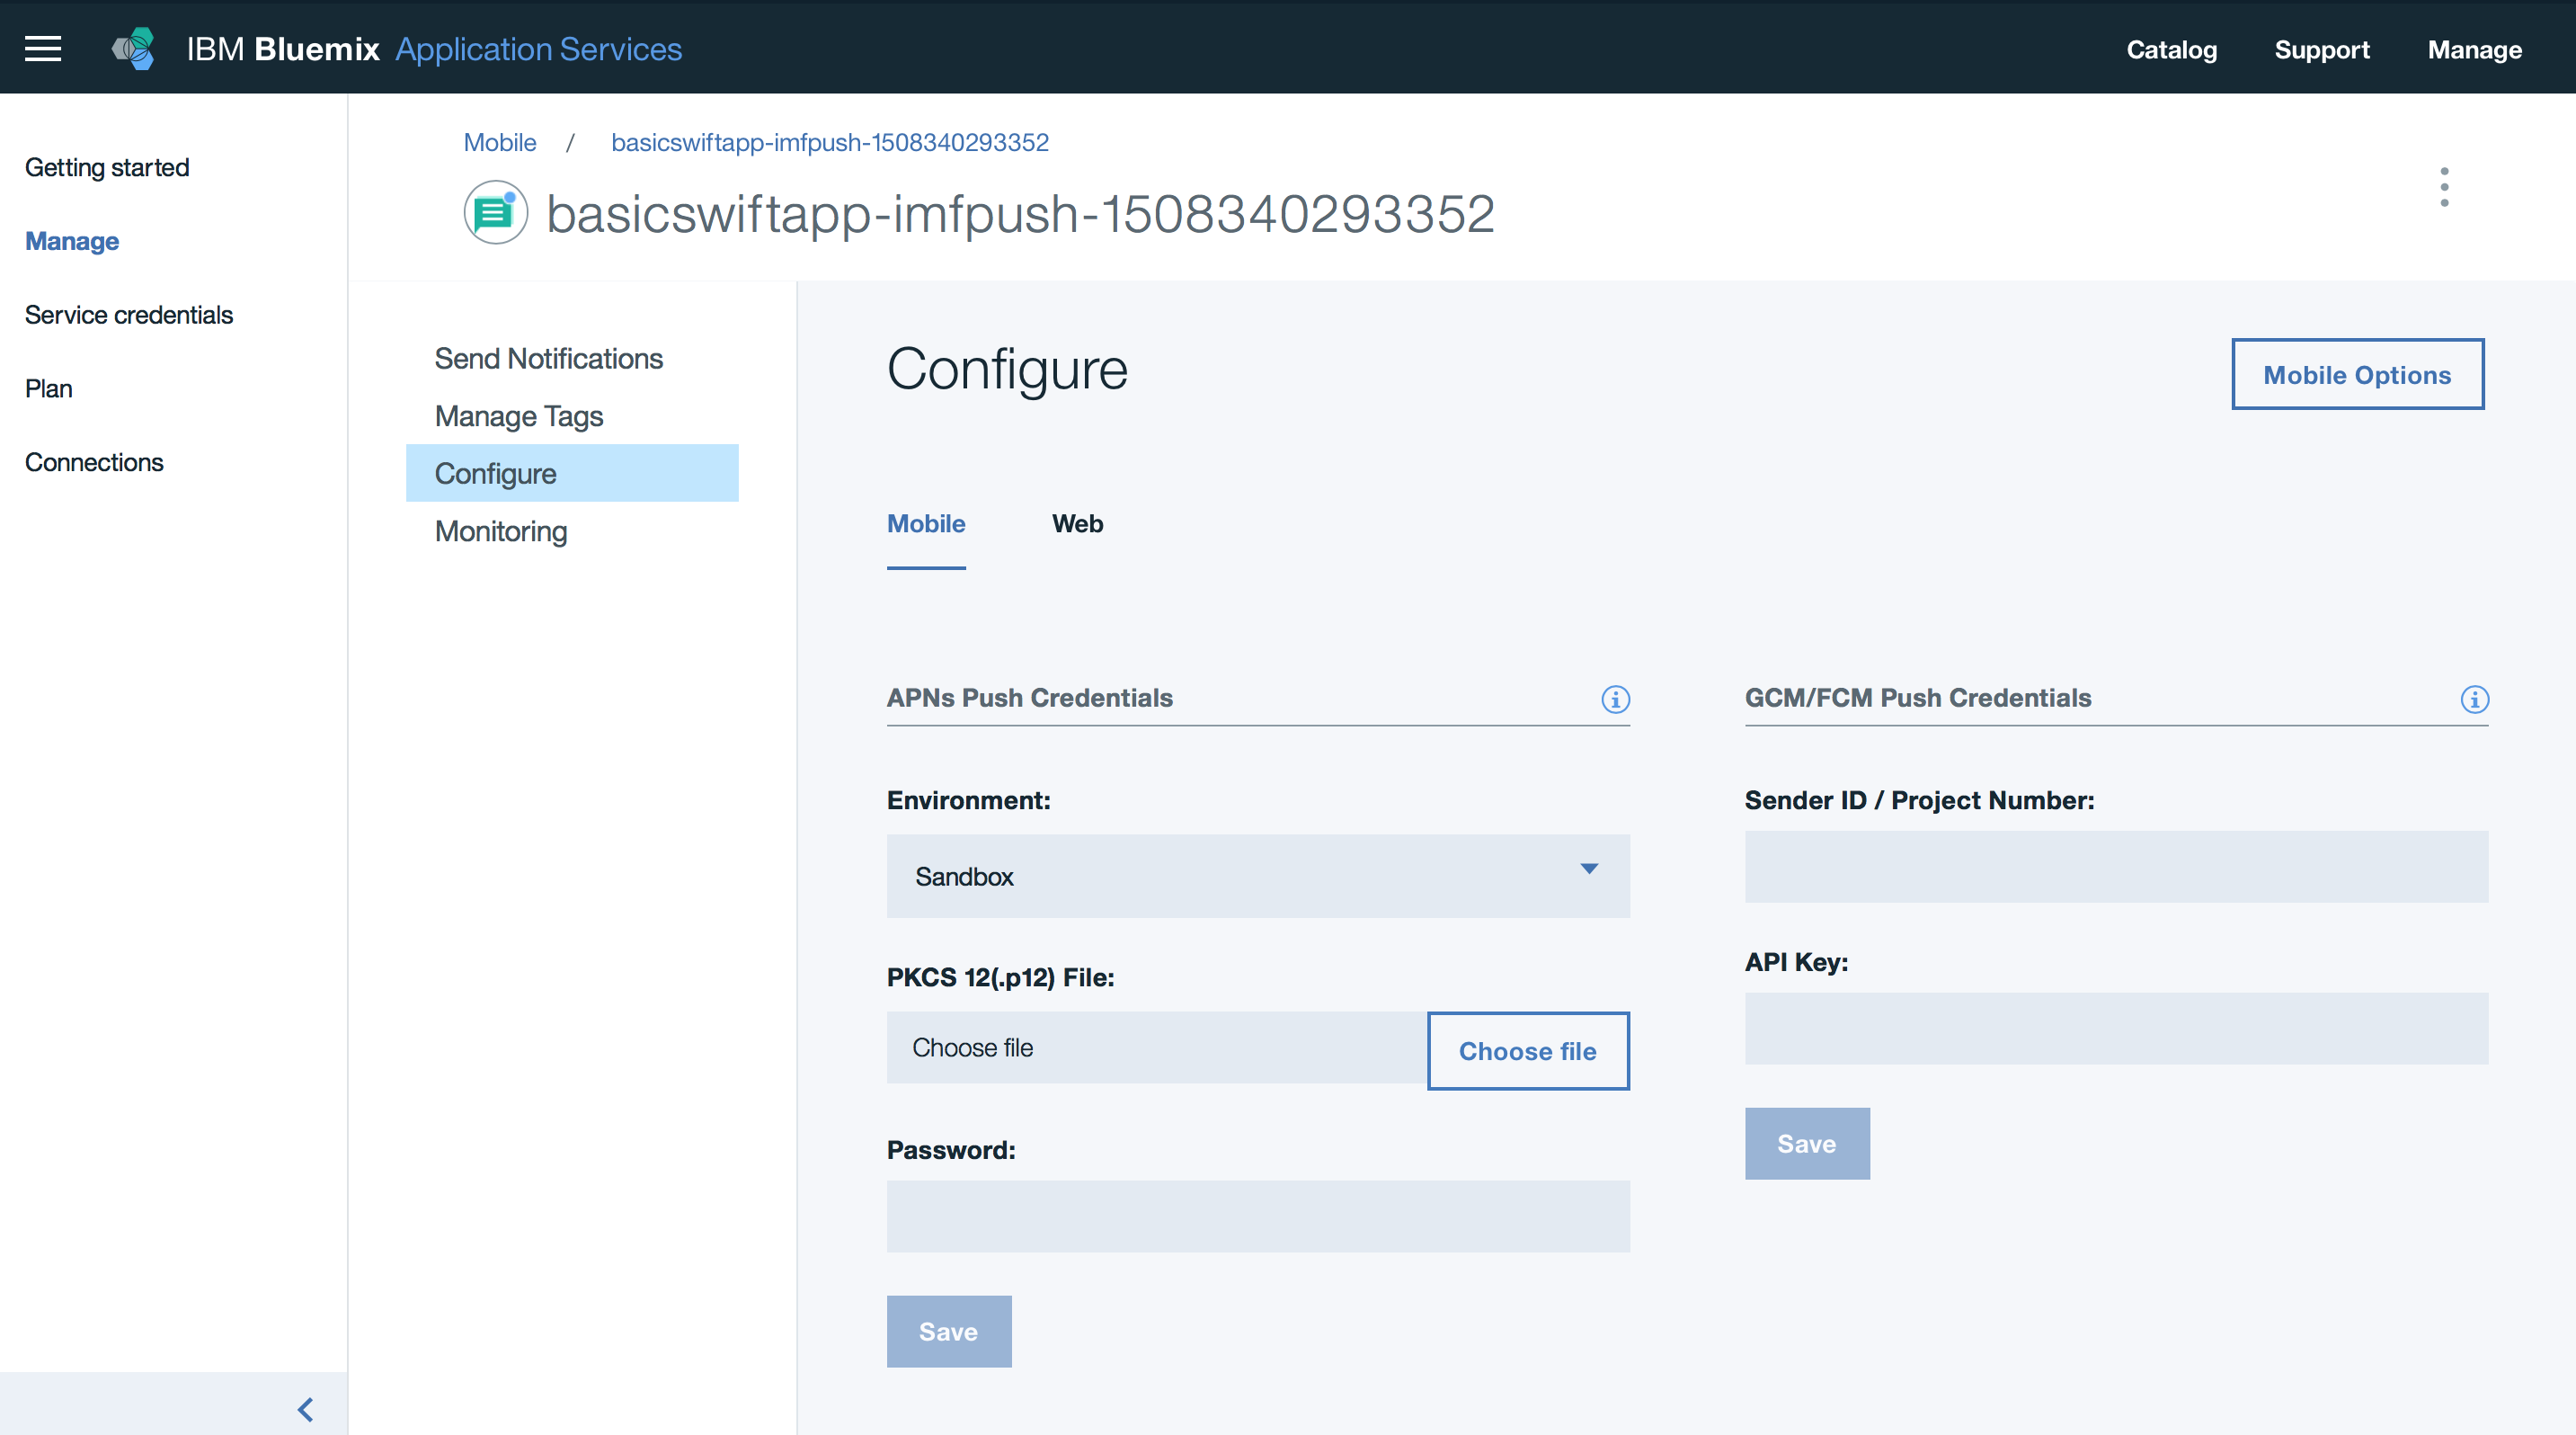 IBM Bluemix Application Services
Catalog
Support
Manage
Getting started
Manage
Service credentials
Plan
Connections
Mobile / basicswiftapp-imfpush-1508340293352
basicswiftapp-imfpush-1508340293352
Send Notifications
Manage Tags
Configure
Monitoring
Configure
Mobile Options
Mobile
Web
APNs Push Credentials
Environment:
Sandbox
PKCS 12(.p12) File:
Choose file
Choose file
Password:
Save
GCM/FCM Push Credentials
Sender ID / Project Number:
API Key:
Save